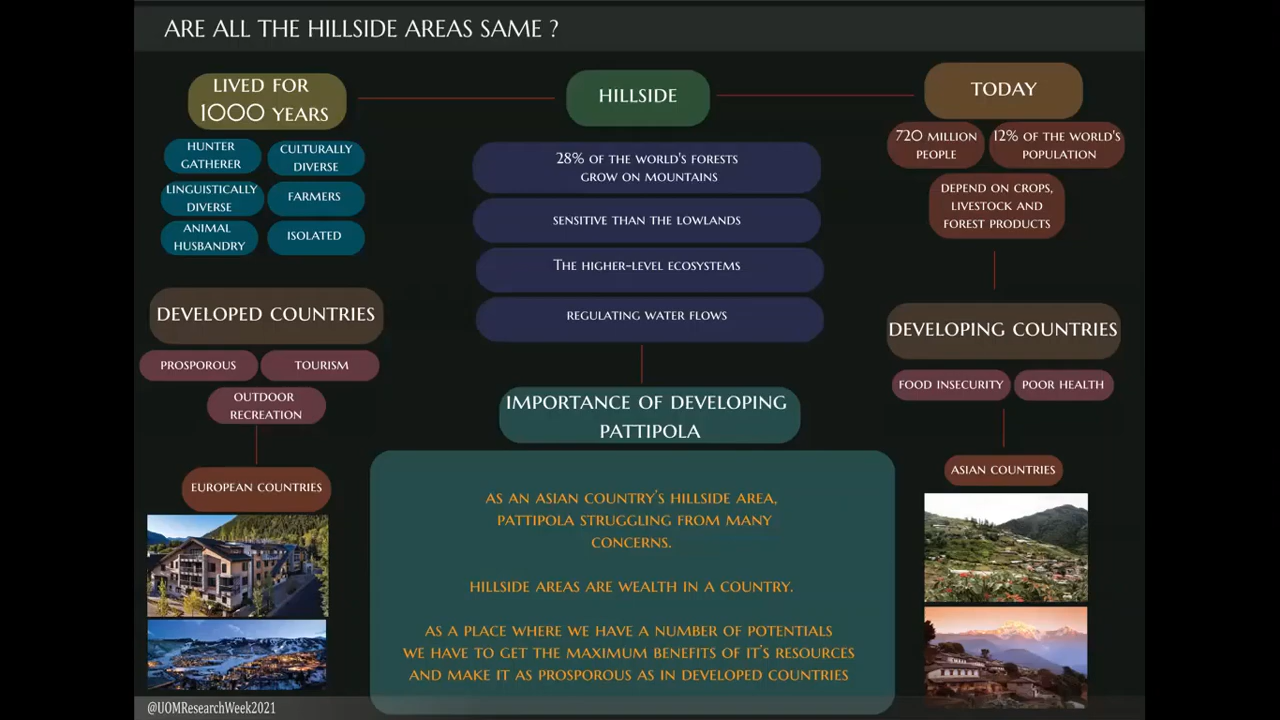 ARE ALL THE HILLSIDE AREAS SAME ?
LIVED FOR
1000 YEARS
HUNTER
GATHERER
CULTURALLY
DIVERSE
LINGUISTICALLY
DIVERSE
FARMERS
ANIMAL
HUSBANDRY
ISOLATED
DEVELOPED COUNTRIES
PROSPOROUS
TOURISM
OUTDOOR
RECREATION
EUROPEAN COUNTRIES
HILLSIDE
28% OF THE WORLD'S FORESTS
GROW ON MOUNTAINS
SENSITIVE THAN THE LOWLANDS
THE HIGHER-LEVEL ECOSYSTEMS
REGULATING WATER FLOWS
IMPORTANCE OF DEVELOPING
PATTIPOLA
AS AN ASIAN COUNTRY'S HILLSIDE AREA,
PATTIPOLA STRUGGLING FROM MANY
CONCERNS.
HILLSIDE AREAS ARE WEALTH IN A COUNTRY.
AS A PLACE WHERE WE HAVE A NUMBER OF POTENTIALS
WE HAVE TO GET THE MAXIMUM BENEFITS OF IT'S RESOURCES
AND MAKE IT AS PROSPOROUS AS IN DEVELOPED COUNTRIES
TODAY
720 MILLION
PEOPLE
12% OF THE WORLD'S
POPULATION
DEPEND ON CROPS,
LIVESTOCK AND
FOREST PRODUCTS
DEVELOPING COUNTRIES
FOOD INSECURITY
POOR HEALTH
ASIAN COUNTRIES
@UOMResearchWeek2021